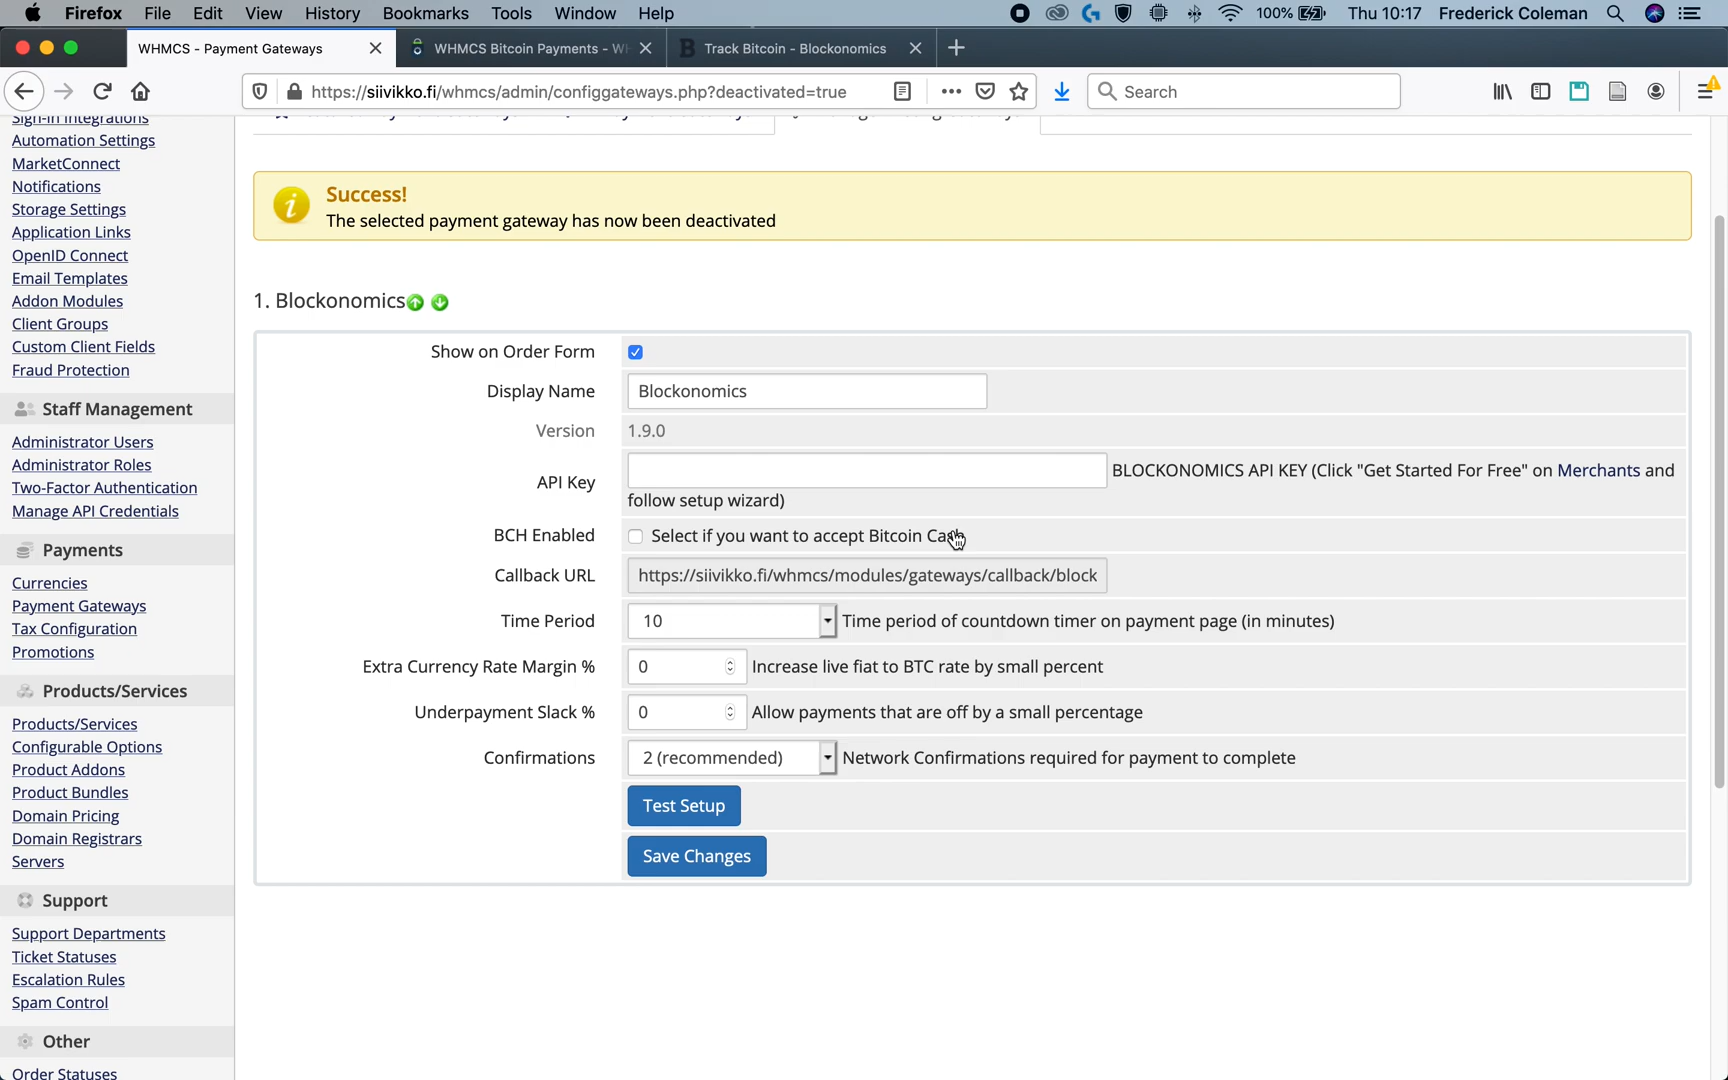 Firefox File Edit View History Bookmarks Tools Window Help 100% Thu 10:17 Frederick Coleman
WHMCS - Payment Gateways
WHMCS Bitcoin Payments - WH
Track Bitcoin - Blockonomics
https://siivikko.fi/whmcs/admin/configgateways.php?deactivated=true
Search
Sign-in Integrations
Automation Settings
MarketConnect
Notifications
Storage Settings
Application Links
OpenID Connect
Email Templates
Addon Modules
Client Groups
Custom Client Fields
Fraud Protection
Staff Management
Administrator Users
Administrator Roles
Two-Factor Authentication
Manage API Credentials
Payments
Currencies
Payment Gateways
Tax Configuration
Promotions
Products/Services
Products/Services
Configurable Options
Product Addons
Product Bundles
Domain Pricing
Domain Registrars
Servers
Support
Support Departments
Ticket Statuses
Escalation Rules
Spam Control
Other
Order Statuses
Success!
The selected payment gateway has now been deactivated
1. Blockonomics
Show on Order Form
Display Name Blockonomics
Version 1.9.0
API Key BLOCKONOMICS API KEY (Click "Get Started For Free" on Merchants and
follow setup wizard)
BCH Enabled Select if you want to accept Bitcoin Cash
Callback URL https://siivikko.fi/whmcs/modules/gateways/callback/block
Time Period 10 Time period of countdown timer on payment page (in minutes)
Extra Currency Rate Margin % 0 Increase live fiat to BTC rate by small percent
Underpayment Slack % 0 Allow payments that are off by a small percentage
Confirmations 2 (recommended) Network Confirmations required for payment to complete
Test Setup
Save Changes